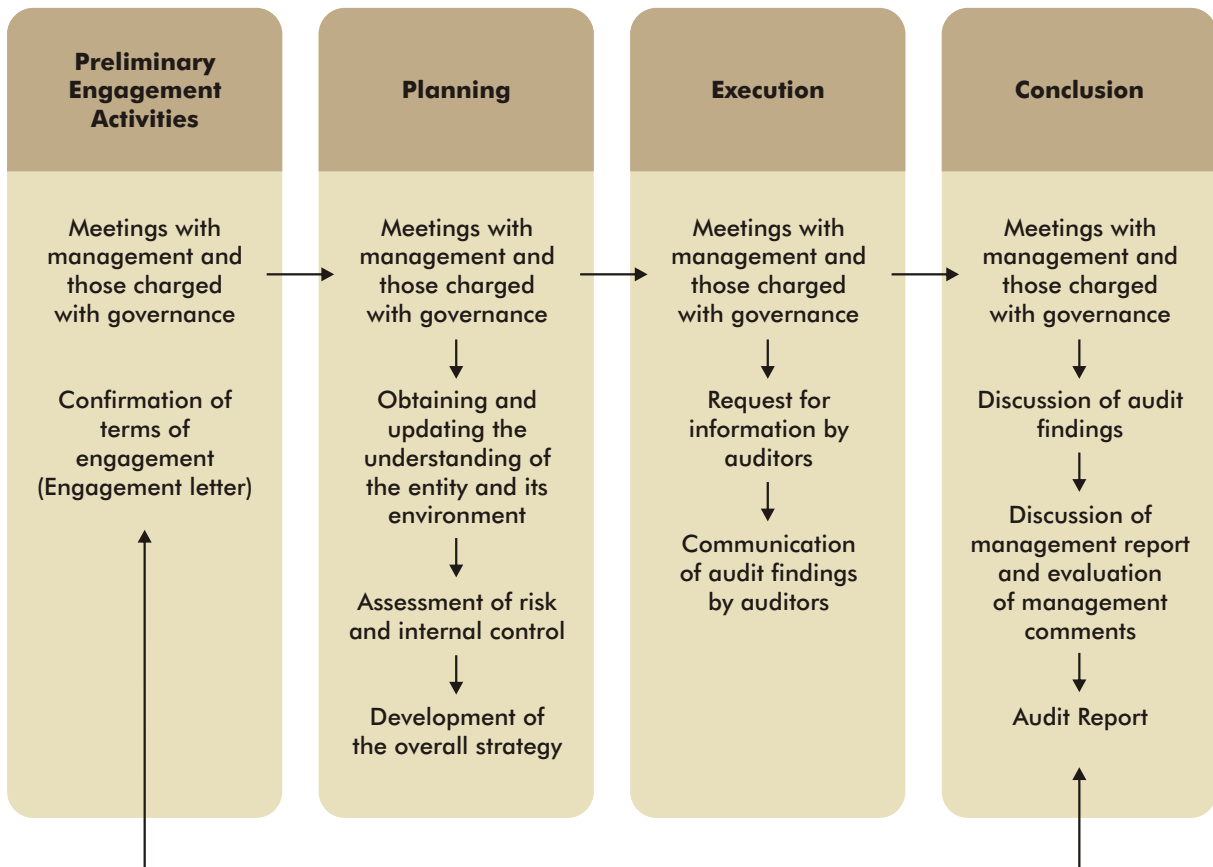 Preliminary
Engagement
Activities
Meetings with
management and
those charged
with governance
Confirmation of
terms of
engagement
(Engagement letter)
Planning
Meetings with
management and
those charged
with governance
Obtaining and
updating the
understanding of
the entity and its
environment
Assessment of risk
and internal control
Development of
the overall strategy
Execution
Meetings with
management and
those charged
with governance
Request for
information by
auditors
Communication
of audit findings
by auditors
Conclusion
Meetings with
management and
those charged
with governance
Discussion of audit
findings
Discussion of
management report
and evaluation
of management
comments
Audit Report